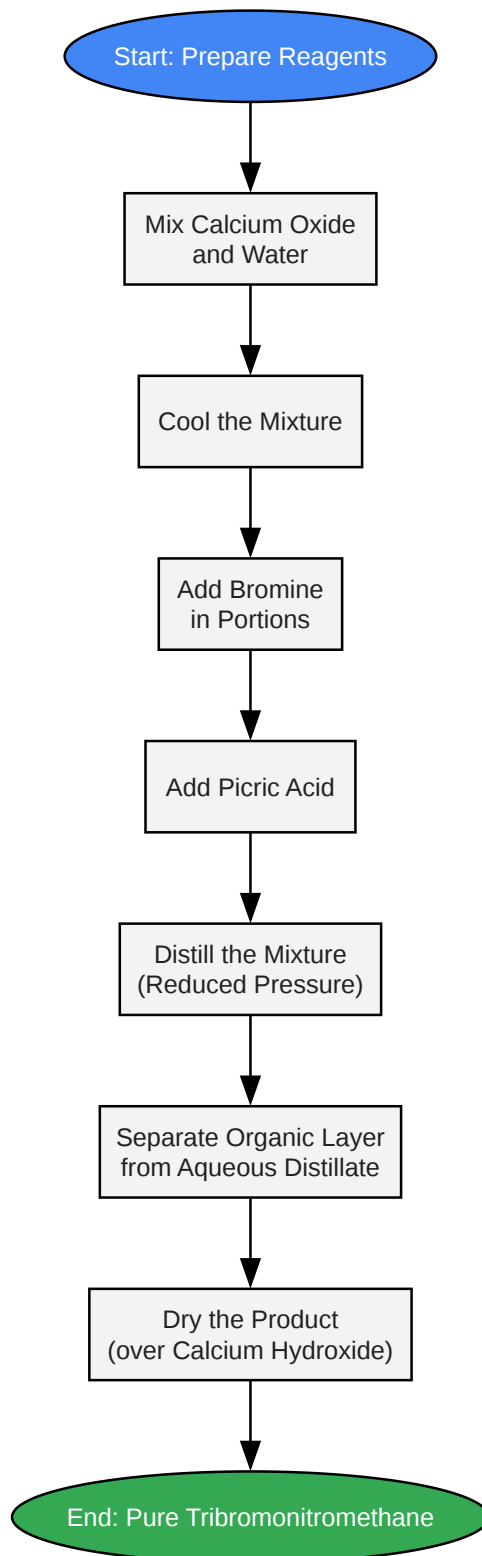 Start: Prepare Reagents
Mix Calcium Oxide
and Water
Cool the Mixture
Add Bromine
in Portions
Add Picric Acid
Distill the Mixture
(Reduced Pressure)
Separate Organic Layer
from Aqueous Distillate
Dry the Product
(over Calcium Hydroxide)
End: Pure Tribromonitromethane